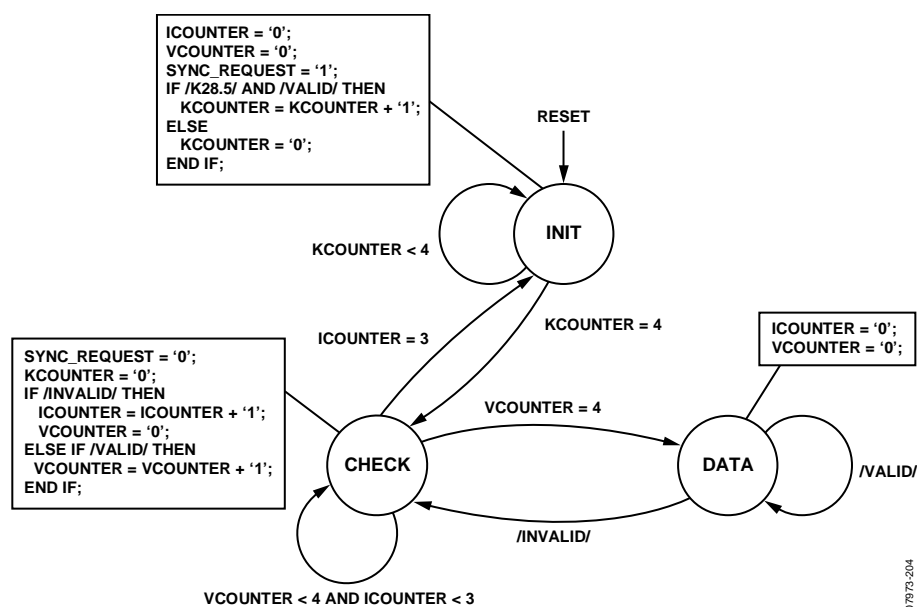 ICOUNTER = ‘0’;
VCOUNTER = ‘0’;
SYNC_REQUEST = ‘1’;
IF /K28.5/ AND /VALID/ THEN
KCOUNTER = KCOUNTER + ‘1’;
ELSE
KCOUNTER = ‘0’;
END IF;
RESET
INIT
KCOUNTER < 4
ICOUNTER = 3
KCOUNTER = 4
ICOUNTER = ‘0’;
VCOUNTER = ‘0’;
SYNC_REQUEST = ‘0’;
KCOUNTER = ‘0’;
IF /INVALID/ THEN
ICOUNTER = ICOUNTER + ‘1’;
VCOUNTER = ‘0’;
ELSE IF /VALID/ THEN
VCOUNTER = VCOUNTER + ‘1’;
END IF;
VCOUNTER = 4
CHECK
DATA
/VALID/
/INVALID/
VCOUNTER < 4 AND ICOUNTER < 3
17973-204